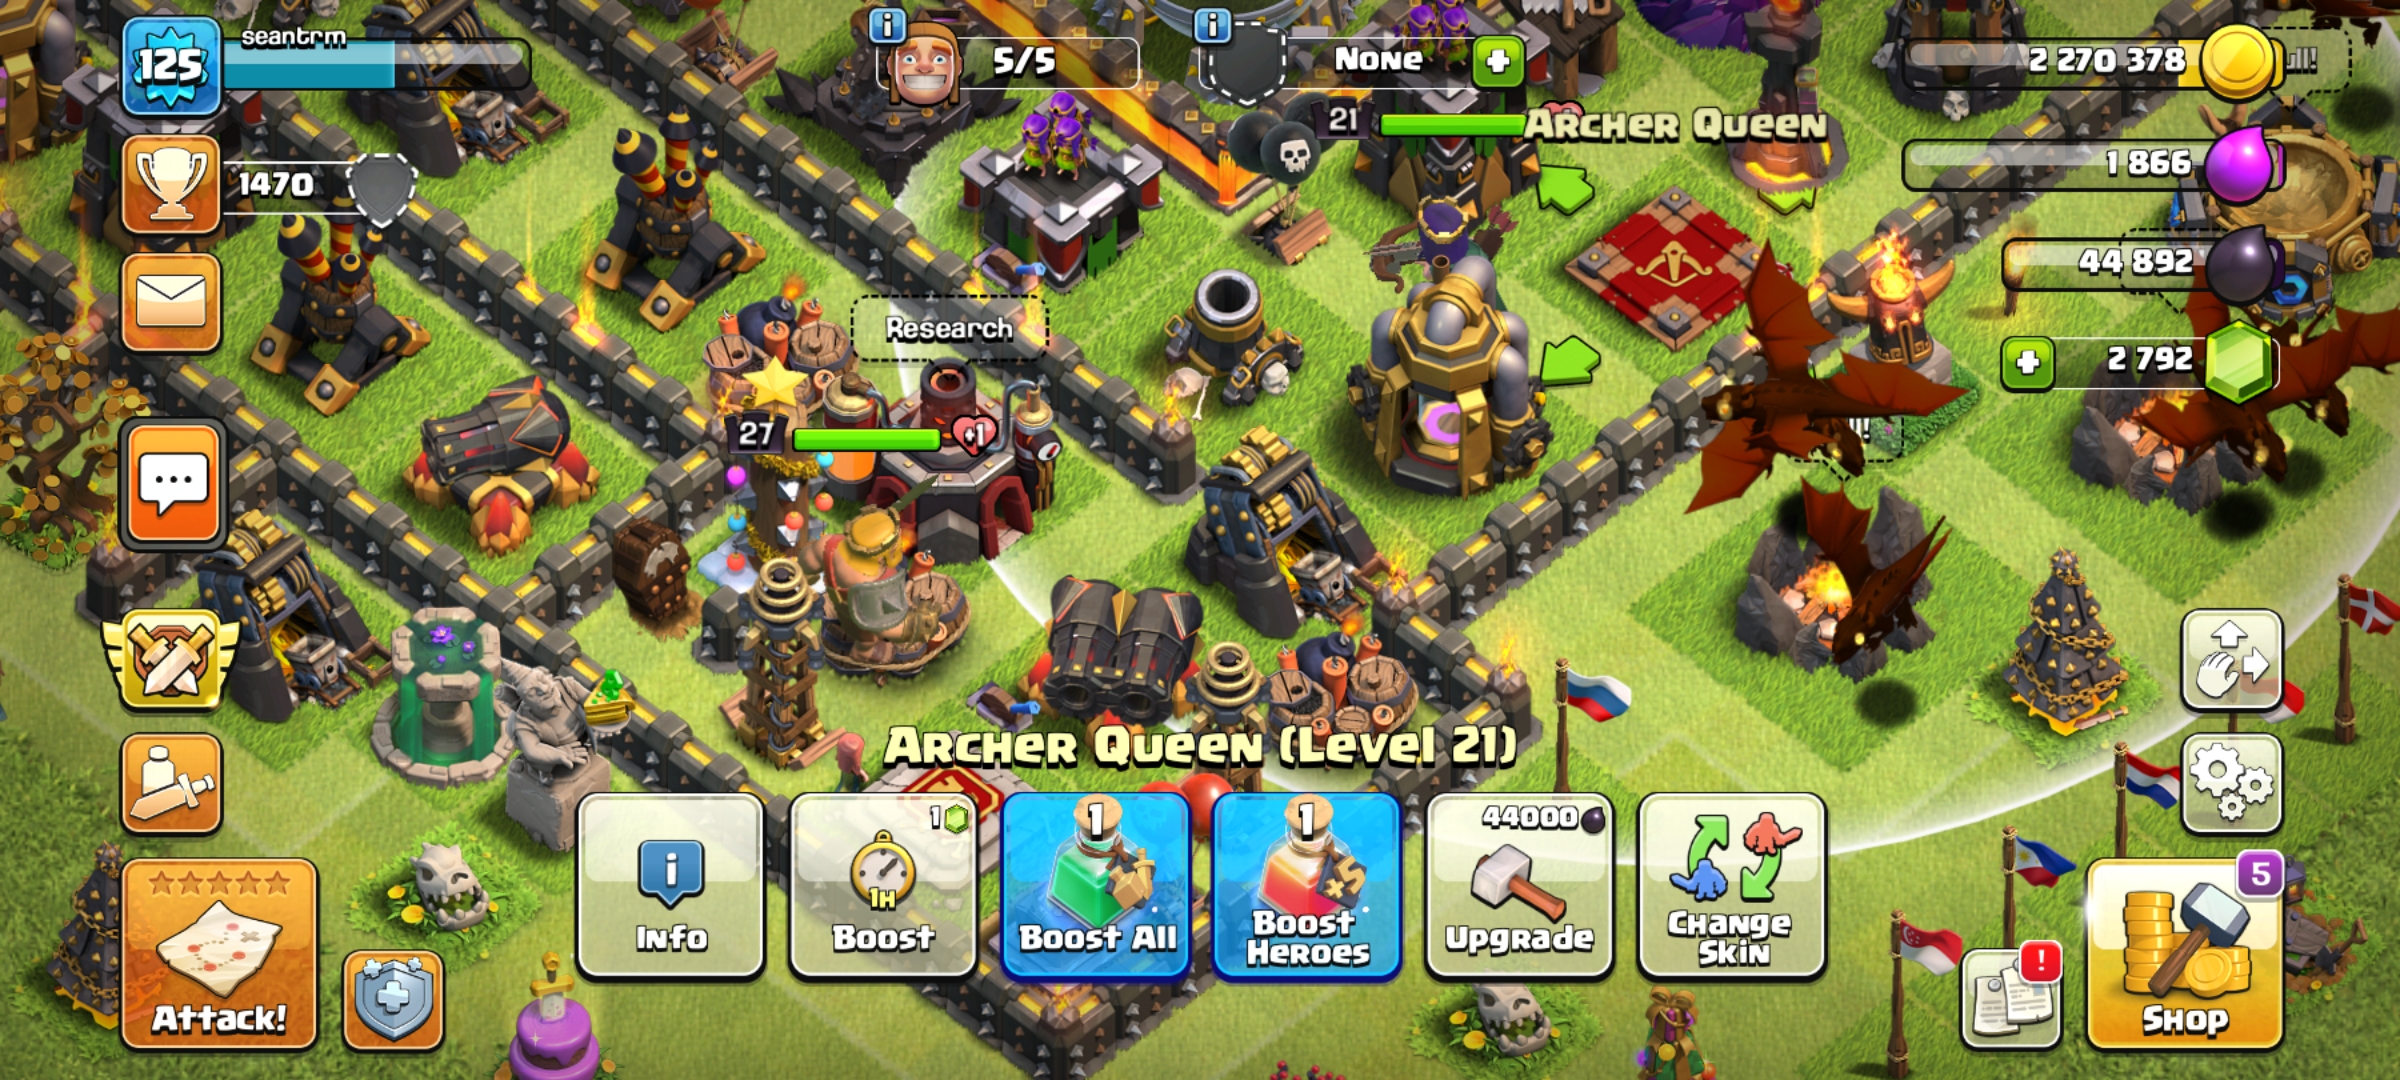 125
seantrm
5/5
None
2 270 378
1470
21
Archer Queen
1 866
44 892
Research
2 792
27
+1
Archer Queen (Level 21)
1
1H
Boost
Info
1
Boost All
1
+5
Boost
Heroes
44000
Upgrade
Change
Skin
Attack!
5
!
Shop